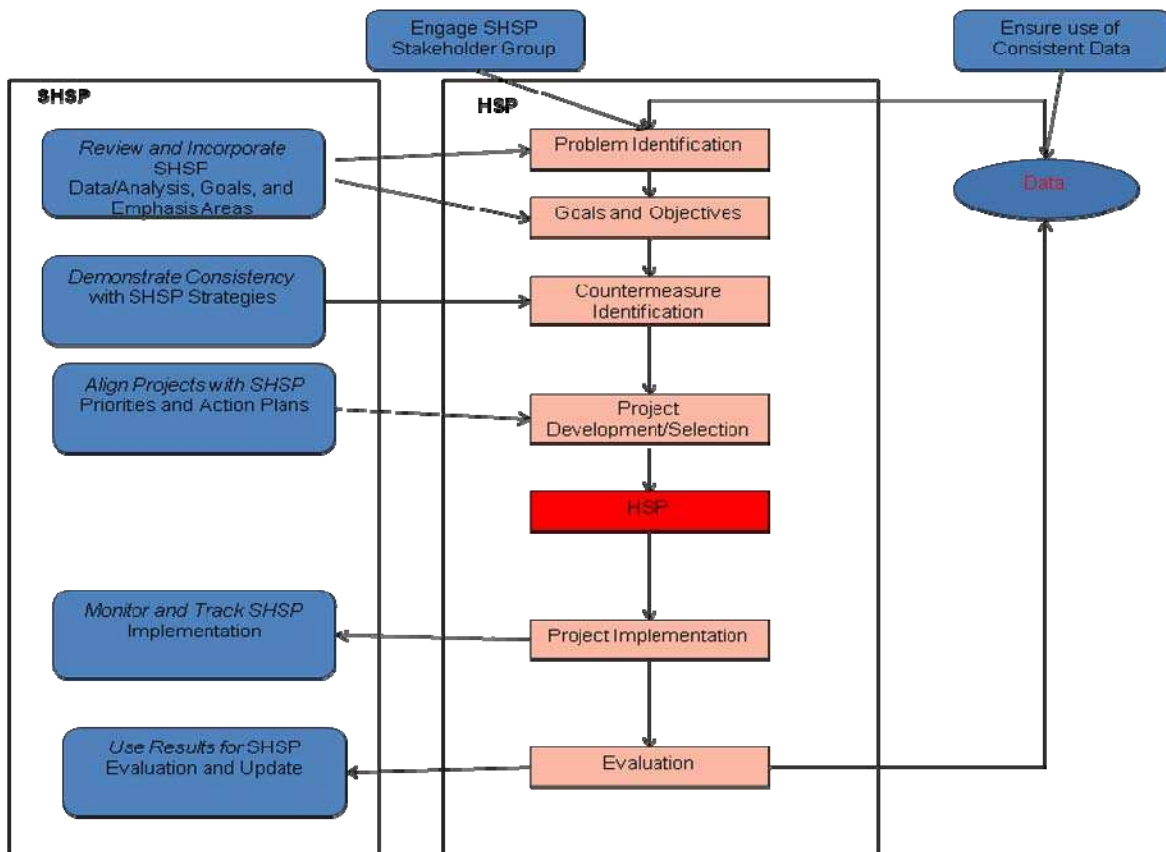 Engage SHSP
Stakeholder Group
Ensure use of
Consistent Data
SHSP
HSP
Review and Incorporate
SHSP
Data/Analysis, Goals, and
Emphasis Areas
Problem Identification
Data
Goals and Objectives
Demonstrate Consistency
with SHSP Strategies
Countermeasure
Identification
Align Projects with SHSP
Priorities and Action Plans
Project
Development/Selection
HSP
Monitor and Track SHSP
Implementation
Project Implementation
Use Results for SHSP
Evaluation and Update
Evaluation